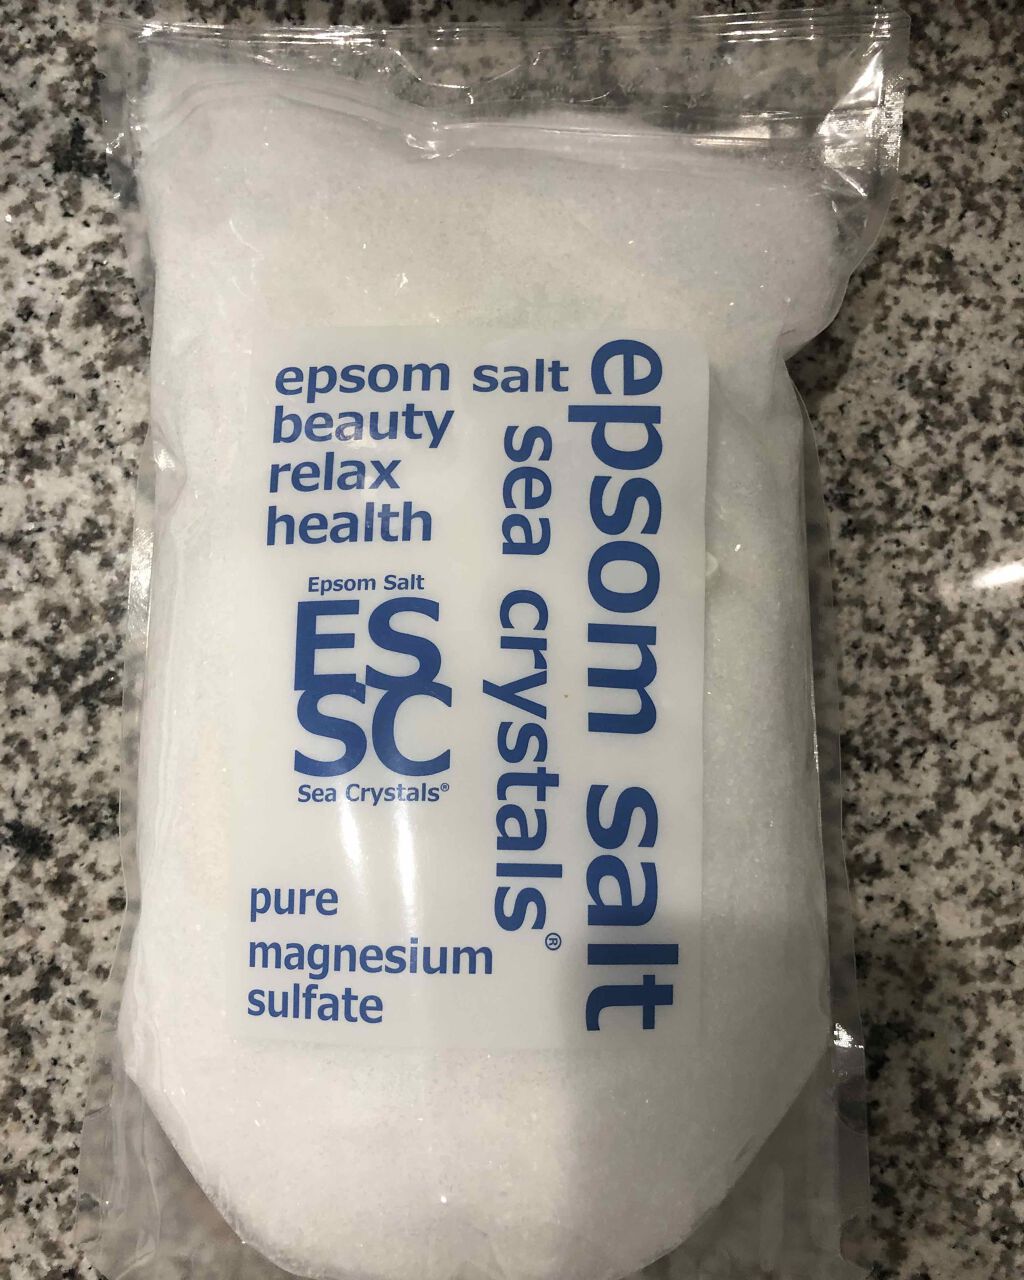 epsom salt
beauty
relax
health
Epsom Salt
ES
SC
Sea Crystals®
pure
magnesium
sulfate
sea crystals®
epsom salt